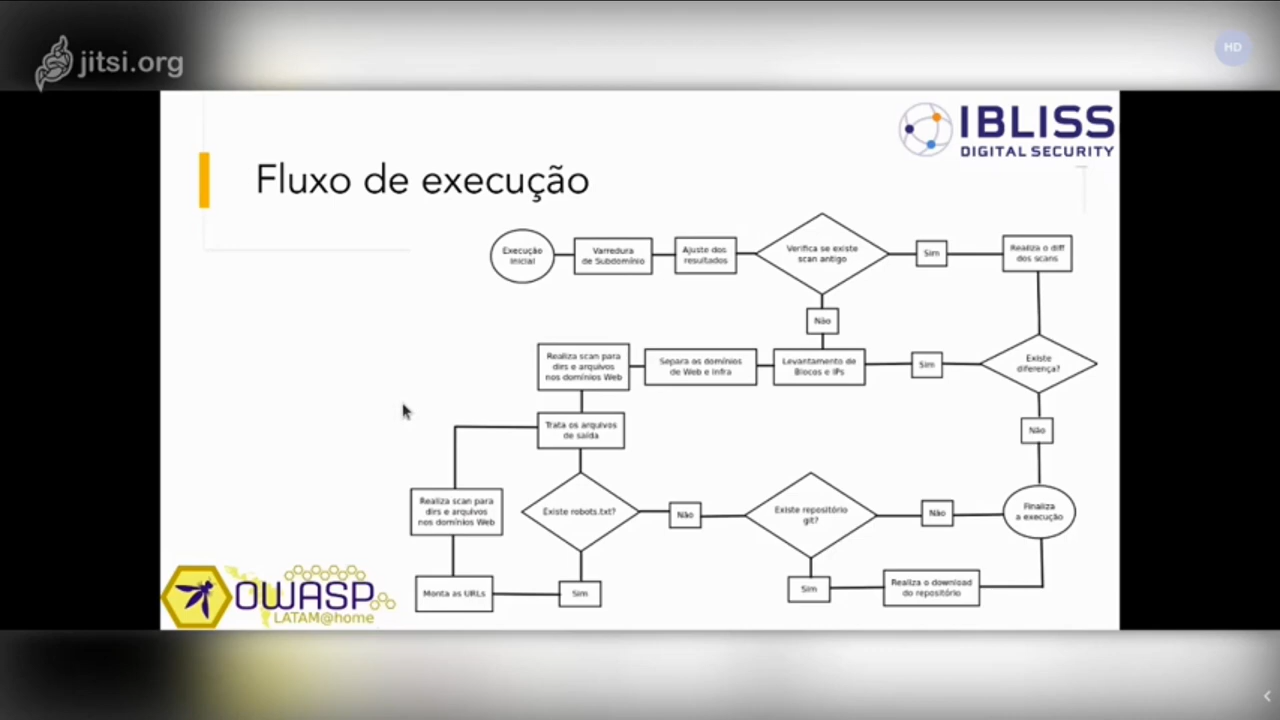 jitsi.org
HD
IBLISS
DIGITAL SECURITY
Fluxo de execução
Execução
inicial
Varredura
de Subdomínio
Ajuste dos
resultados
Verifica se existe
scan antigo
Sim
Realiza o diff
dos scans
Não
Realiza scan para
dirs e arquivos
nos domínios Web
Separa os domínios
de Web e Infra
Levantamento de
Blocos e IPs
Sim
Existe
diferença?
Trata os arquivos
de saída
Não
Realiza scan para
dirs e arquivos
nos domínios Web
Existe robots.txt?
Não
Existe repositório
git?
Não
Finaliza
a execução
Monta as URLs
Sim
Sim
Realiza o download
do repositório
OWASP
LATAM@home